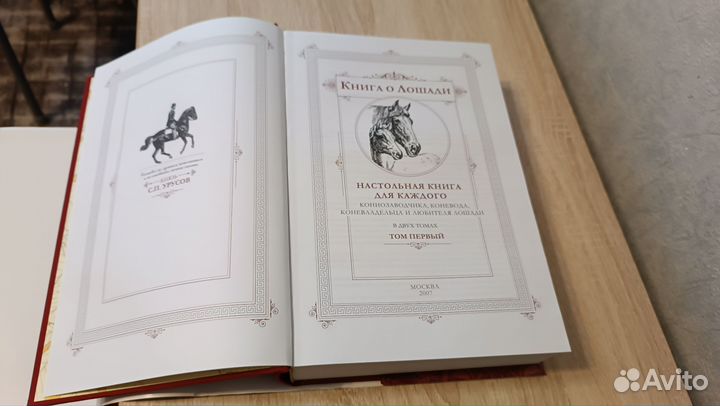 КНЯЗЬ
С.П. УРУСОВ
КНИГА О ЛОШАДИ
НАСТОЛЬНАЯ КНИГА
ДЛЯ КАЖДОГО
КОННОЗАВОДЧИКА, КОНЕВОДА,
КОНЕВЛАДЕЛЬЦА И ЛЮБИТЕЛЯ ЛОШАДИ
В ДВУХ ТОМАХ
ТОМ ПЕРВЫЙ
МОСКВА
2007
Avito